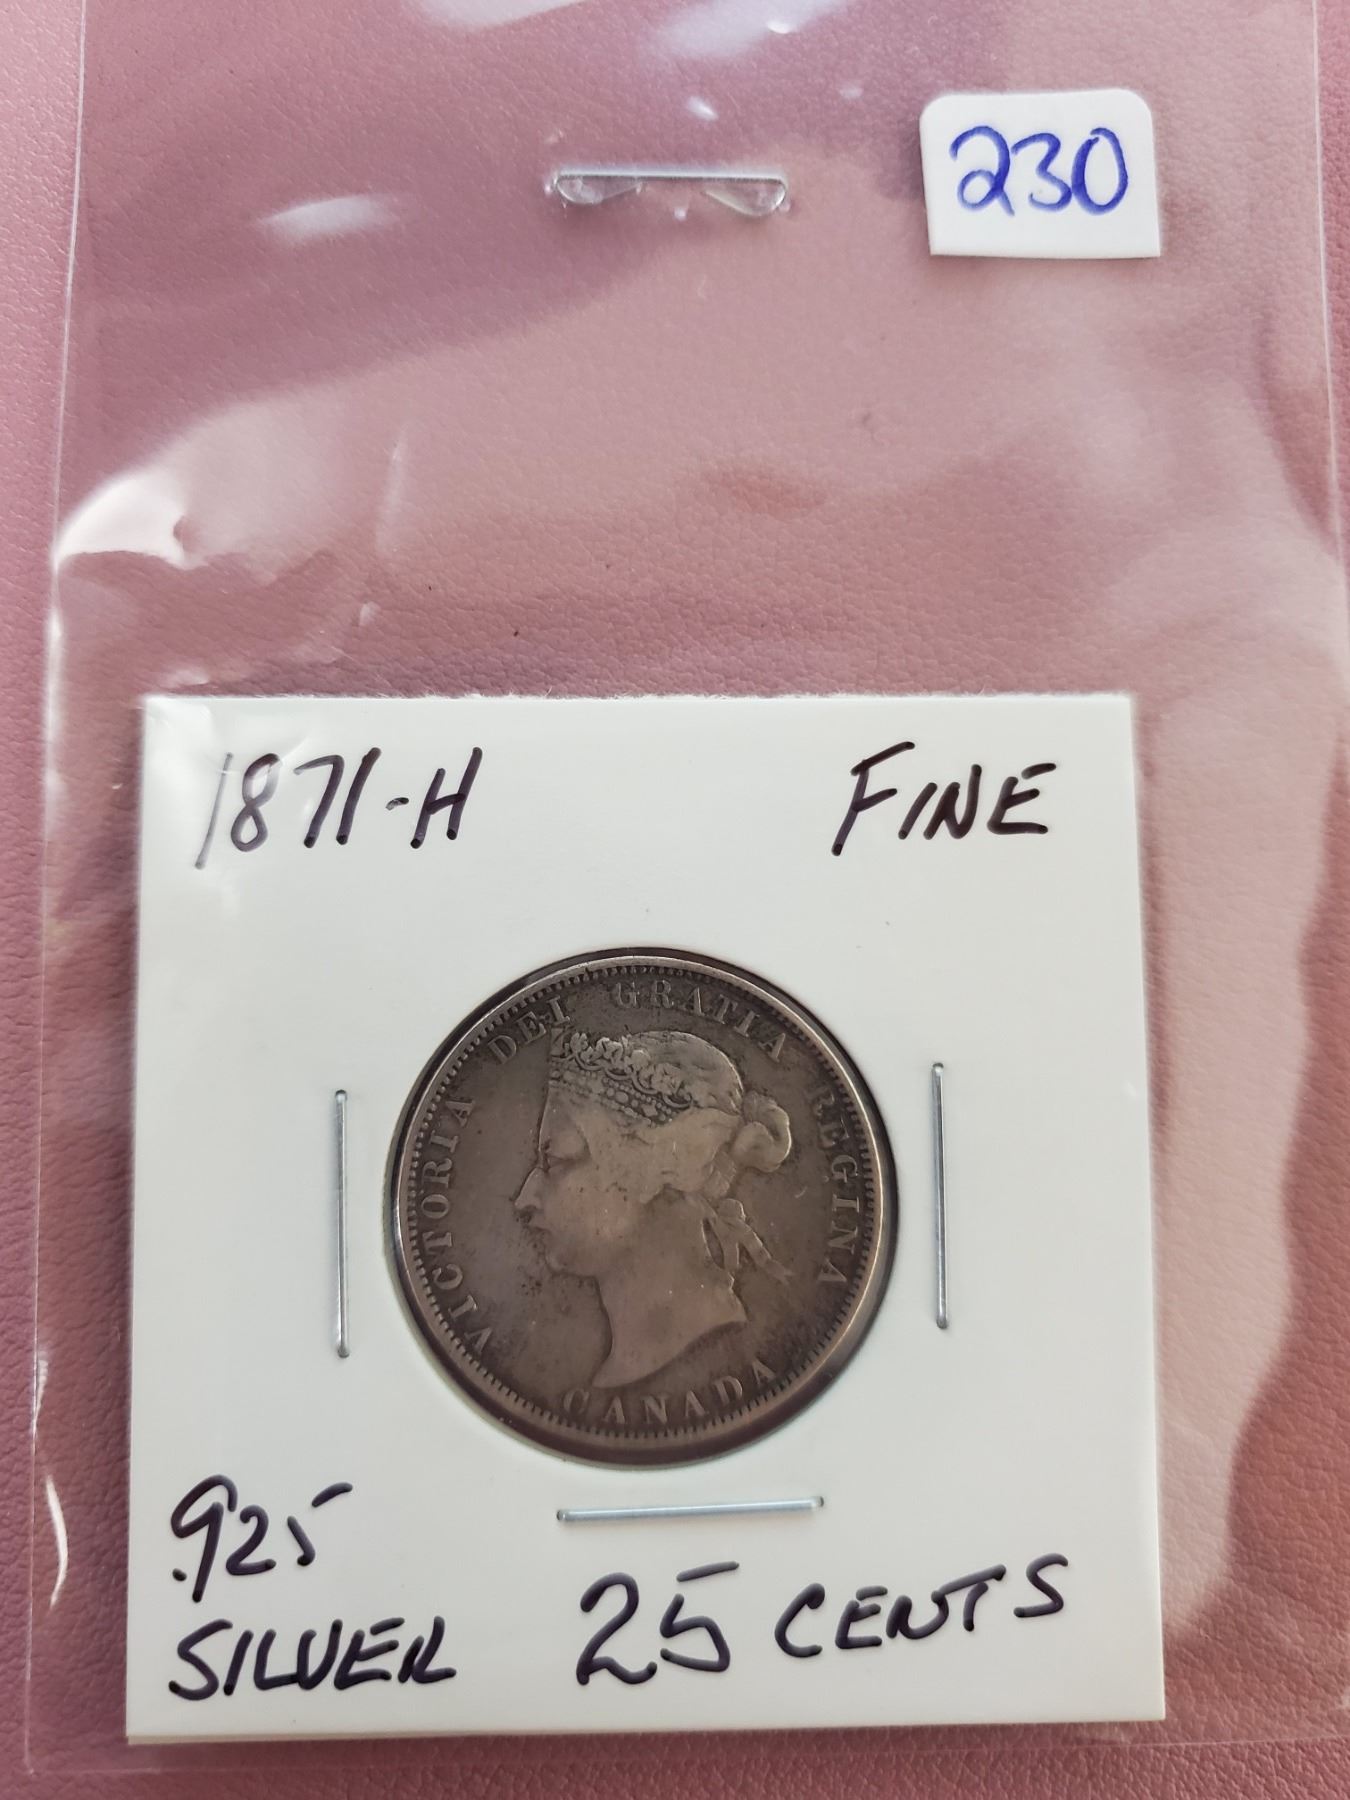 230
1871-H FINE
VICTORIA DEI GRATIA REGINA
CANADA
.925
SILVER
25 CENTS